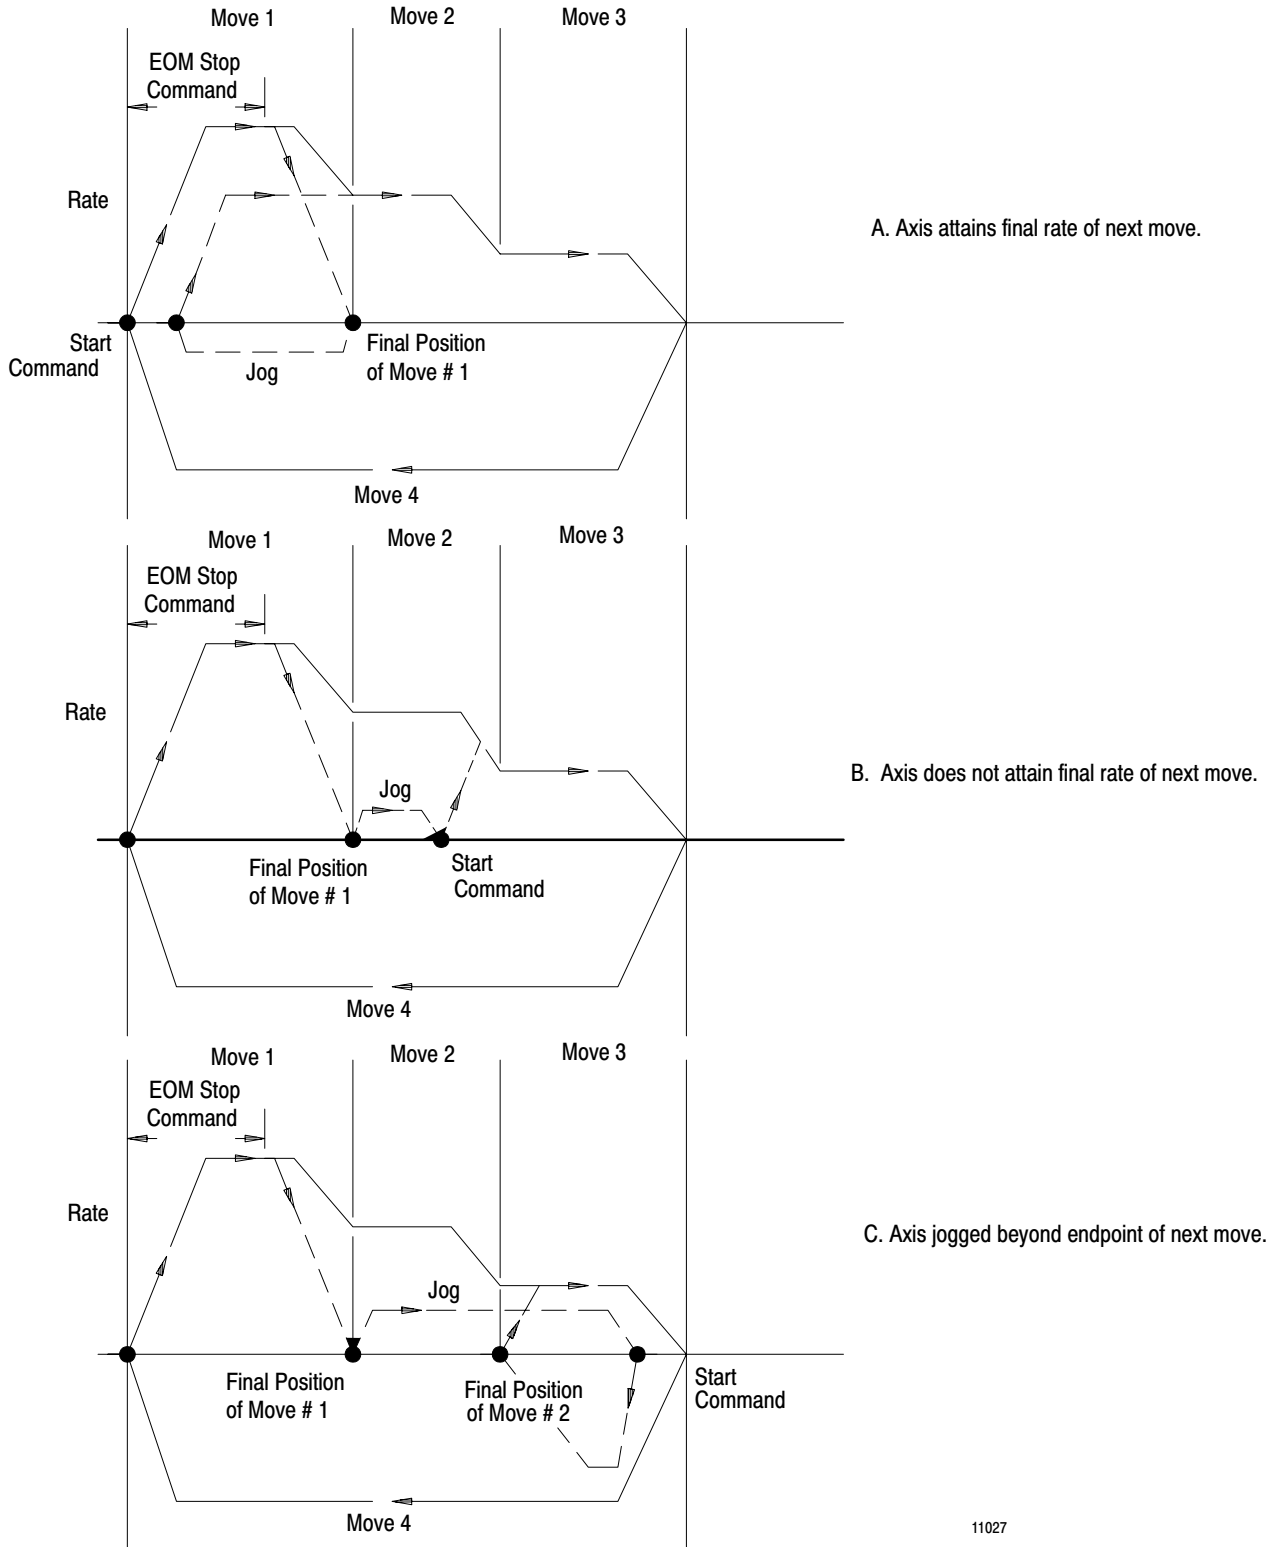 Move 1
Move 2
Move 3
EOM Stop
Command
Rate
A. Axis attains final rate of next move.
Start
Command
Jog
Final Position
of Move # 1
Move 4
Move 1
Move 2
Move 3
EOM Stop
Command
Rate
B. Axis does not attain final rate of next move.
Jog
Final Position
of Move # 1
Start
Command
Move 4
Move 1
Move 2
Move 3
EOM Stop
Command
Rate
C. Axis jogged beyond endpoint of next move.
Jog
Final Position
of Move # 1
Final Position
of Move # 2
Start
Command
Move 4
11027